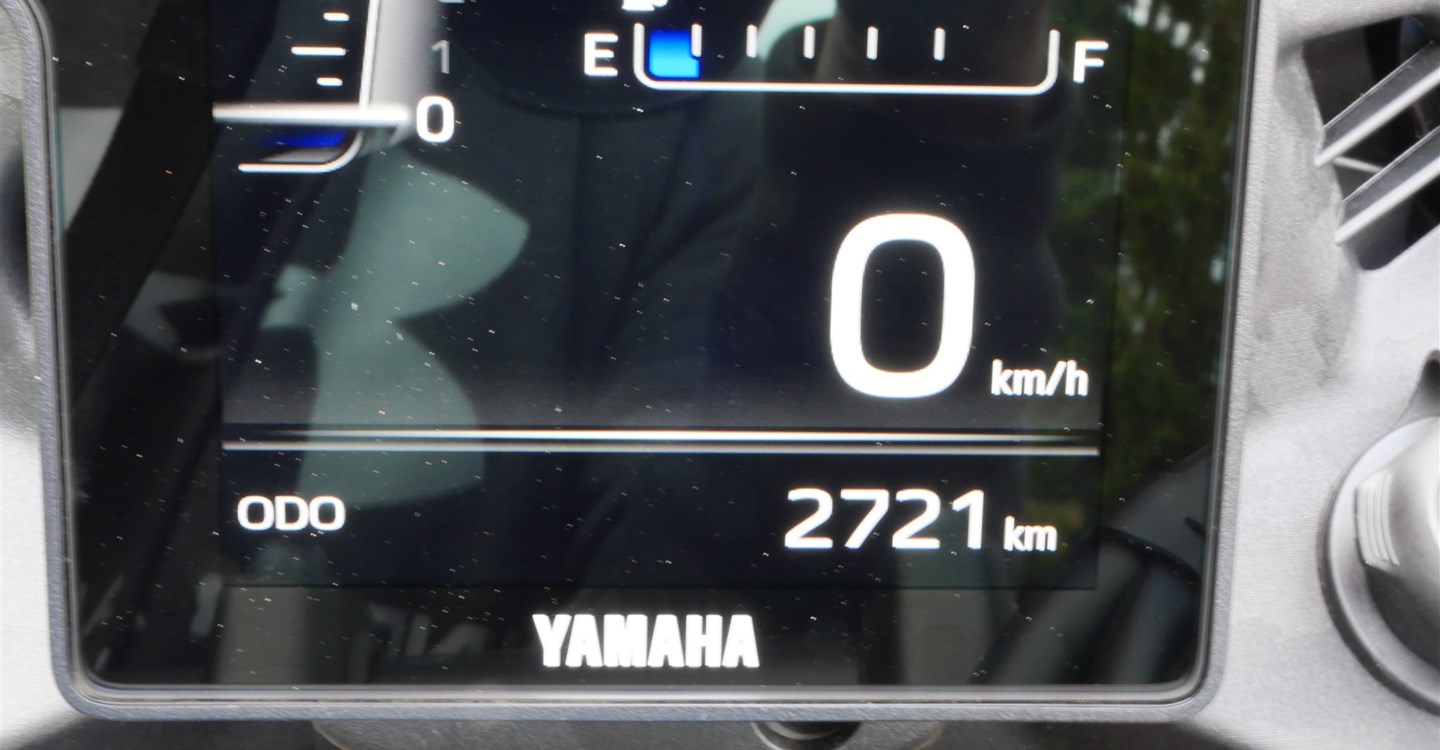 1
E F
0
0 km/h
ODO 2721 km
YAMAHA